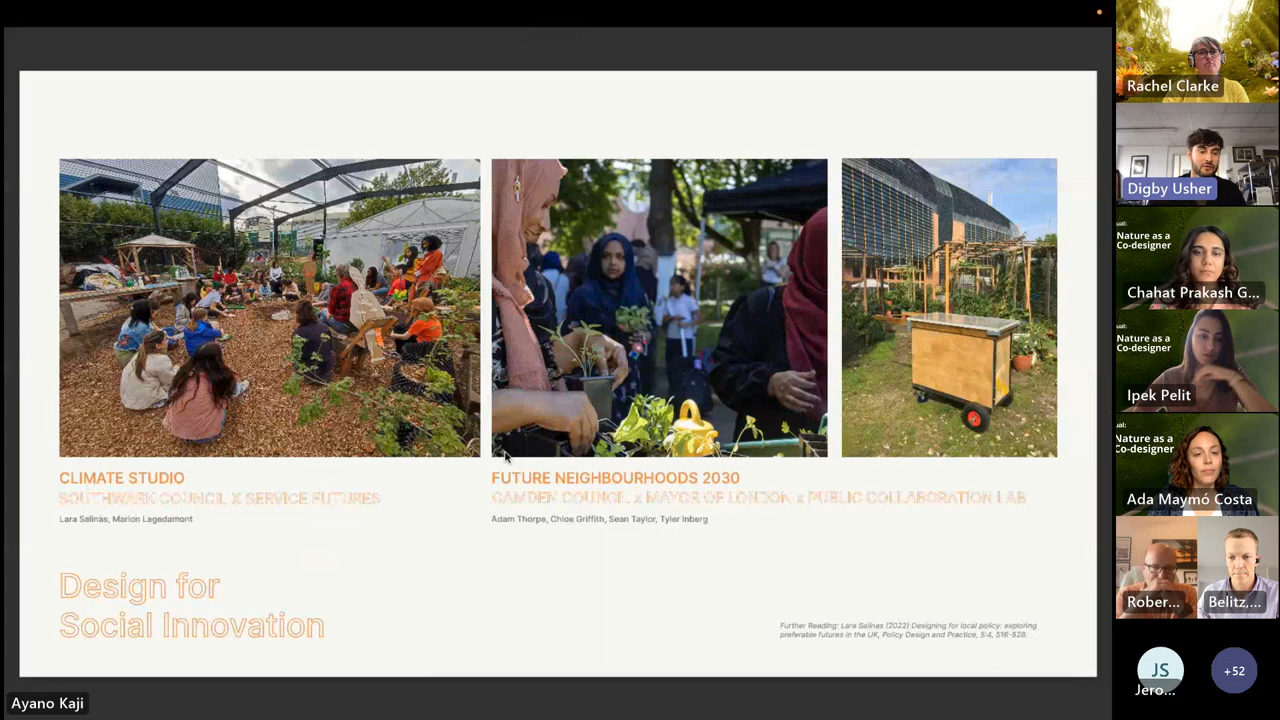 CLIMATE STUDIO
SOUTHWARK COUNCIL X SERVICE FUTURES
Lara Salinas, Marion Lagedamont
FUTURE NEIGHBOURHOODS 2030
CAMDEN COUNCIL x MAYOR OF LONDON x PUBLIC COLLABORATION LAB
Adam Thorpe, Chloe Griffith, Sean Taylor, Tyler Inberg
Design for
Social Innovation
Further Reading: Lara Salinas (2022) Designing for local policy: exploring
preferable futures in the UK, Policy Design and Practice, 5:4, 516-528.
Ayano Kaji
Rachel Clarke
Digby Usher
ual:
Nature as a
Co-designer
Chahat Prakash G...
ual:
Nature as a
Co-designer
Ipek Pelit
ual:
Nature as a
Co-designer
Ada Maymó Costa
Rober...
Belitz,...
JS
Jero...
+52